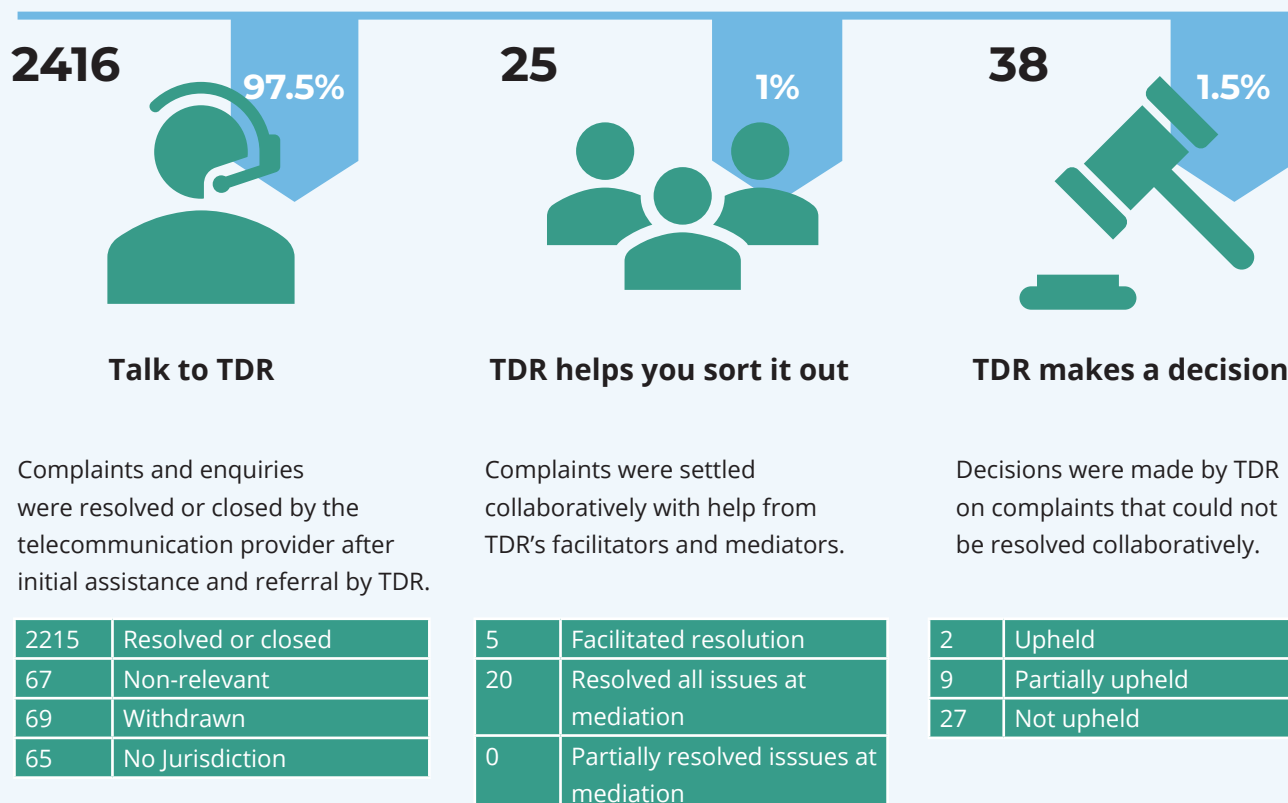 2416
97.5%
25
1%
38
1.5%
Talk to TDR
TDR helps you sort it out
TDR makes a decision
Complaints and enquiries
were resolved or closed by the
telecommunication provider after
initial assistance and referral by TDR.
Complaints were settled
collaboratively with help from
TDR’s facilitators and mediators.
Decisions were made by TDR
on complaints that could not
be resolved collaboratively.
2215 Resolved or closed
67 Non-relevant
69 Withdrawn
65 No Jurisdiction
5 Facilitated resolution
20 Resolved all issues at
mediation
0 Partially resolved isssues at
mediation
2 Upheld
9 Partially upheld
27 Not upheld